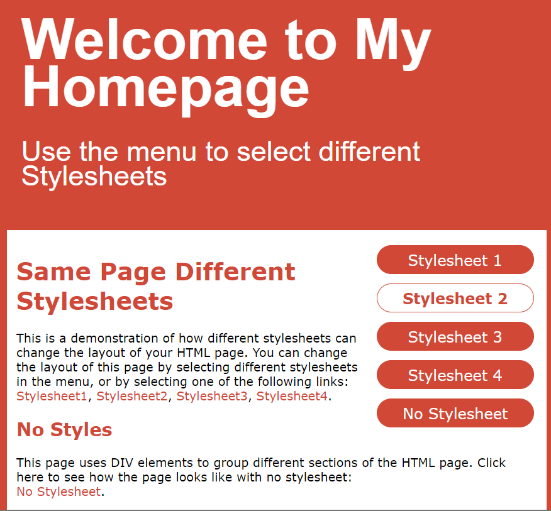 Welcome to My
Homepage
Use the menu to select different
Stylesheets
Same Page Different
Stylesheets
This is a demonstration of how different stylesheets can
change the layout of your HTML page. You can change
the layout of this page by selecting different stylesheets
in the menu, or by selecting one of the following links:
Stylesheet1, Stylesheet2, Stylesheet3, Stylesheet4.
No Styles
This page uses DIV elements to group different sections of the HTML page. Click
here to see how the page looks like with no stylesheet:
No Stylesheet.
Stylesheet 1
Stylesheet 2
Stylesheet 3
Stylesheet 4
No Stylesheet